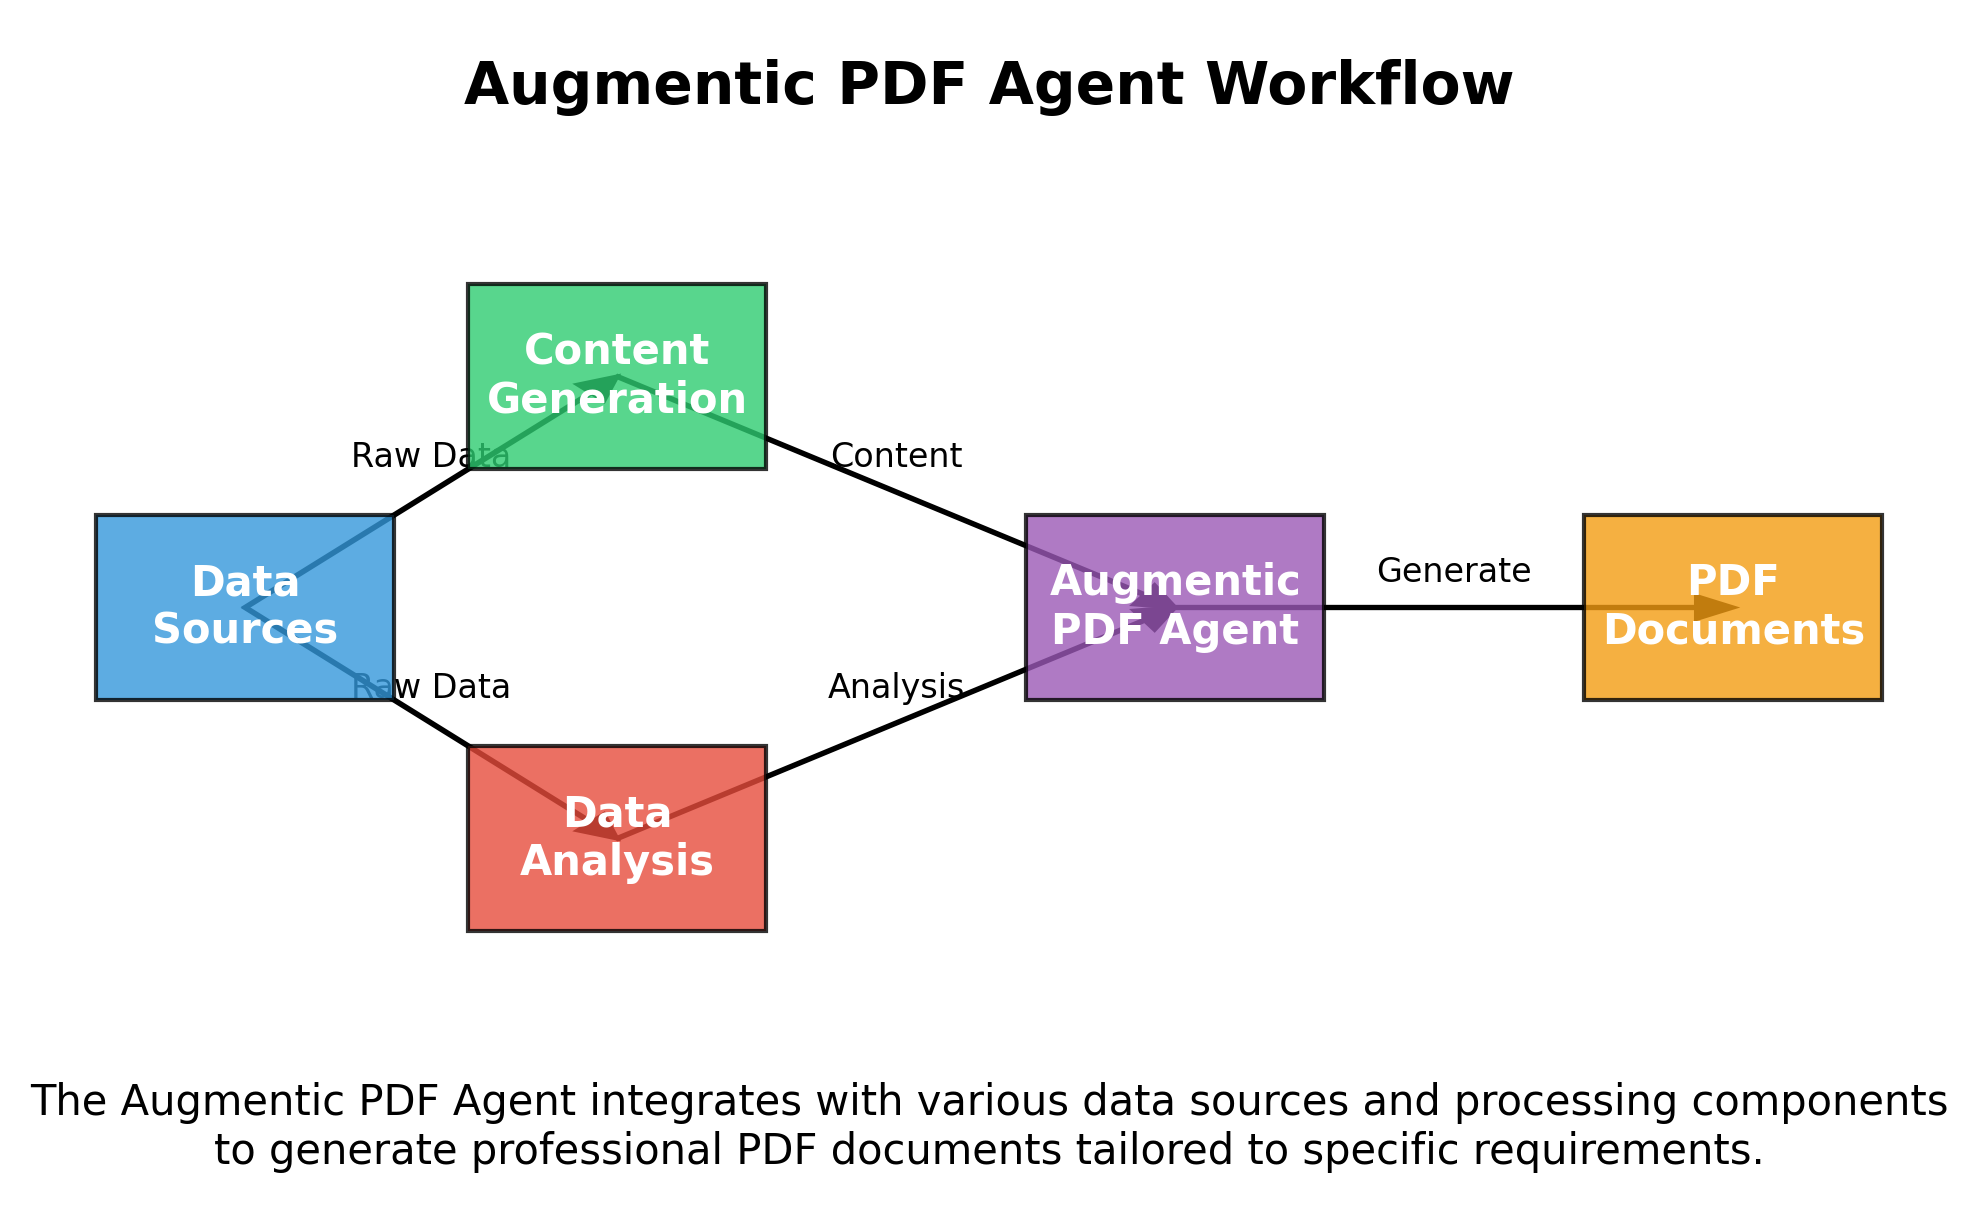 Augmentic PDF Agent Workflow
Content
Generation
Raw Data
Content
Data
Sources
Augmentic
PDF Agent
Generate
PDF
Documents
Raw Data
Analysis
Data
Analysis
The Augmentic PDF Agent integrates with various data sources and processing components
to generate professional PDF documents tailored to specific requirements.